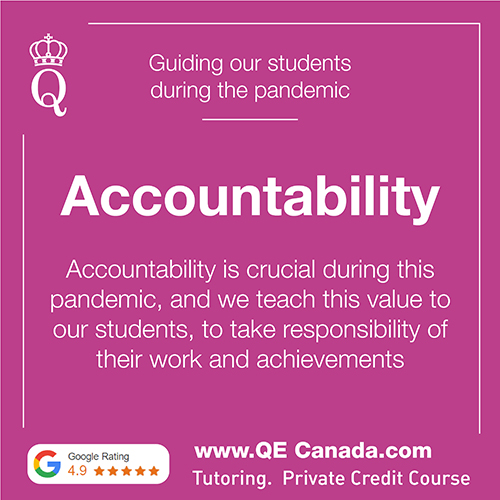 Q
Guiding our students
during the pandemic
Accountability
Accountability is crucial during this
pandemic, and we teach this value to
our students, to take responsibility of
their work and achievements
Google Rating
4.9
www.QE Canada.com
Tutoring.  Private Credit Course